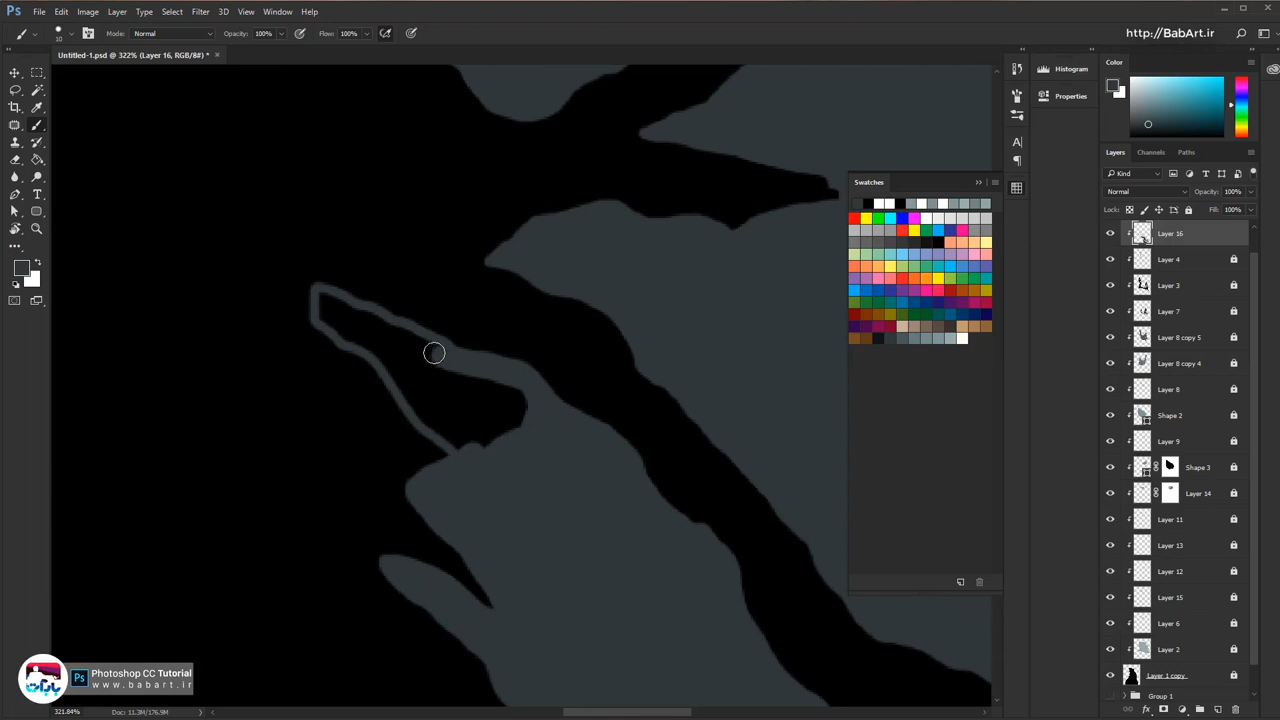 Ps File Edit Image Layer Type Select Filter 3D View Window Help
10 Mode: Normal Opacity: 100% Flow: 100% http://BabArt.ir
Untitled-1.psd @ 322% (Layer 16, RGB/8#) * ×
Histogram
Properties
Color
Swatches
Layers Channels Paths
Kind
Normal Opacity: 100%
Lock: Fill: 100%
Layer 16
Layer 4
Layer 3
Layer 7
Layer 8 copy 5
Layer 8 copy 4
Layer 8
Shape 2
Layer 9
Shape 3
Layer 14
Layer 11
Layer 13
Layer 12
Layer 15
Layer 6
Layer 2
Layer 1 copy
Group 1
Ps Photoshop CC Tutorial
www.babart.ir
321.84% Doc: 11.3M/176.9M